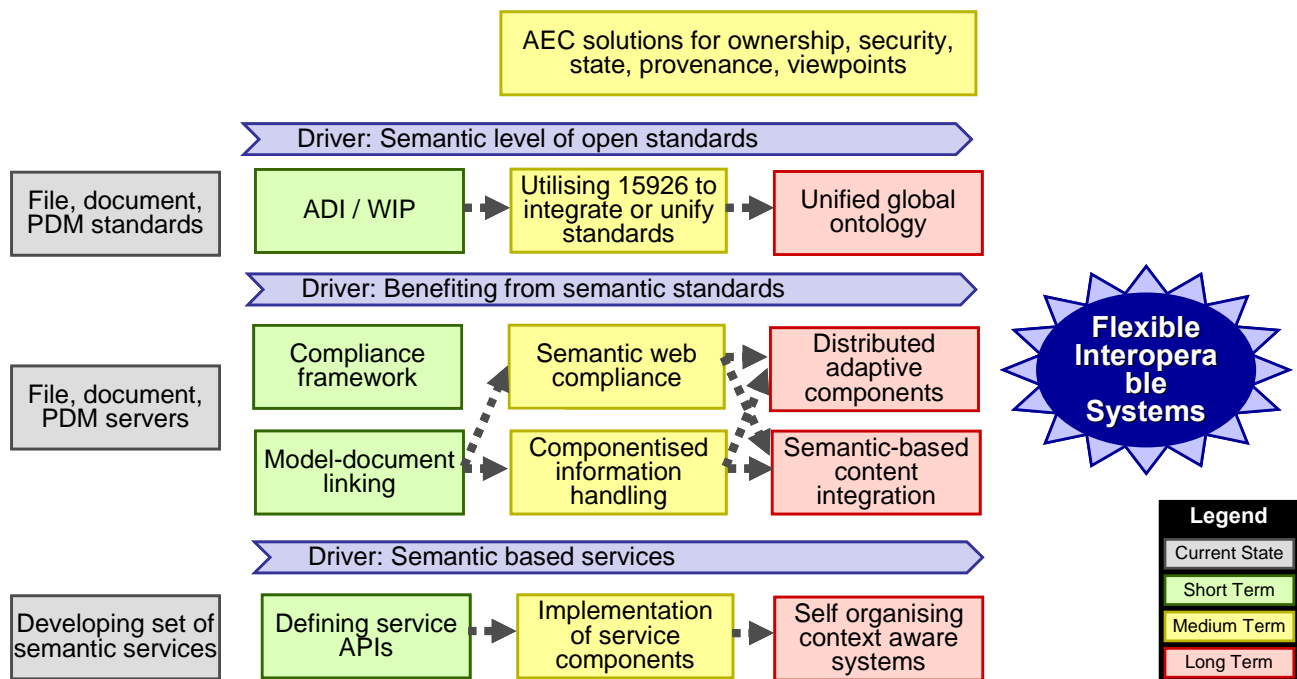 AEC solutions for ownership, security,
state, provenance, viewpoints
Driver: Semantic level of open standards
File, document,
PDM standards
ADI / WIP
Utilising 15926 to
integrate or unify
standards
Unified global
ontology
Driver: Benefiting from semantic standards
File, document,
PDM servers
Compliance
framework
Semantic web
compliance
Distributed
adaptive
components
Model-document
linking
Componentised
information
handling
Semantic-based
content
integration
Flexible
Interopera
ble
Systems
Driver: Semantic based services
Developing set of
semantic services
Defining service
APIs
Implementation
of service
components
Self organising
context aware
systems
Legend
Current State
Short Term
Medium Term
Long Term